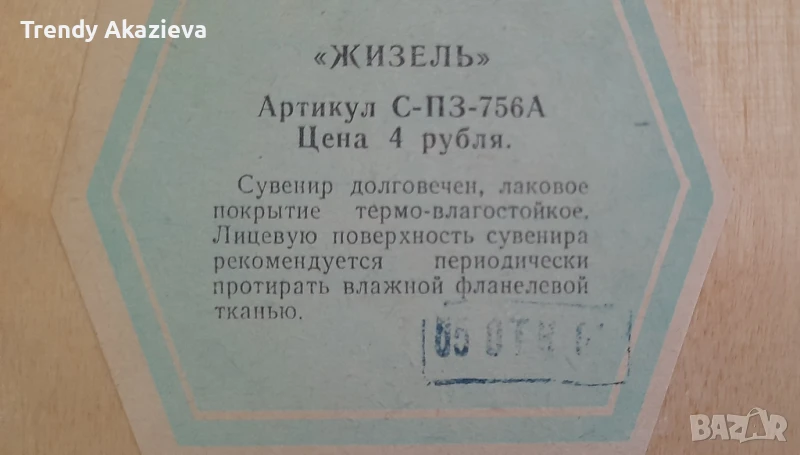 Trendy Akazieva
«ЖИЗЕЛЬ»
Артикул С-ПЗ-756А
Цена 4 рубля.
Сувенир долговечен, лаковое
покрытие термо-влагостойкое.
Лицевую поверхность сувенира
рекомендуется периодически
протирать влажной фланелевой
тканью.
BAZAR